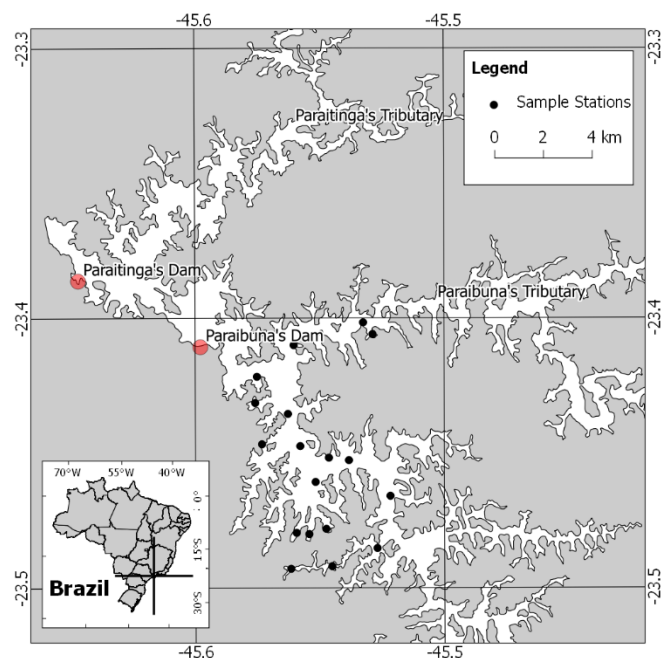 -45.6
-45.5
-23.3
-23.3
Legend
Sample Stations
0 2 4 km
Paraitinga's Tributary
Paraitinga's Dam
Paraibuna's Tributary
-23.4
-23.4
Paraibuna's Dam
70°W 55°W 40°W
0°
15°S
30°S
Brazil
-23.5
-23.5
-45.6
-45.5